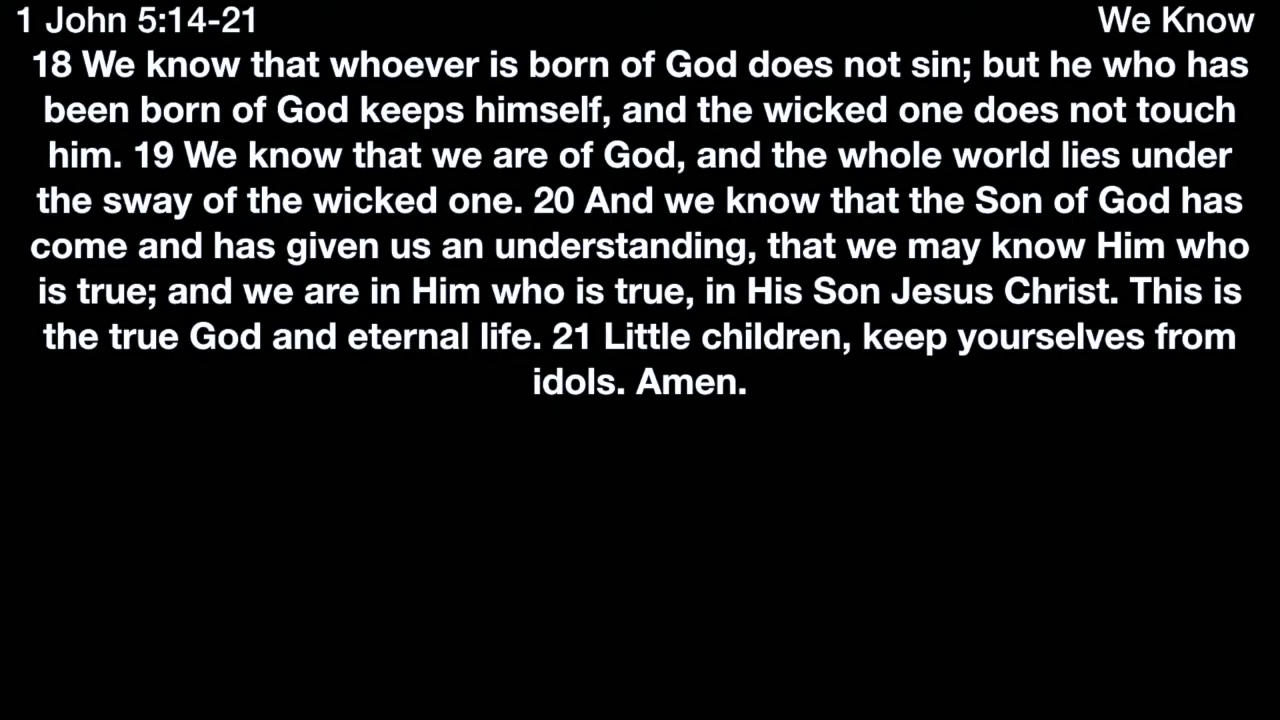 1 John 5:14-21
We Know
18 We know that whoever is born of God does not sin; but he who has
been born of God keeps himself, and the wicked one does not touch
him. 19 We know that we are of God, and the whole world lies under
the sway of the wicked one. 20 And we know that the Son of God has
come and has given us an understanding, that we may know Him who
is true; and we are in Him who is true, in His Son Jesus Christ. This is
the true God and eternal life. 21 Little children, keep yourselves from
idols. Amen.